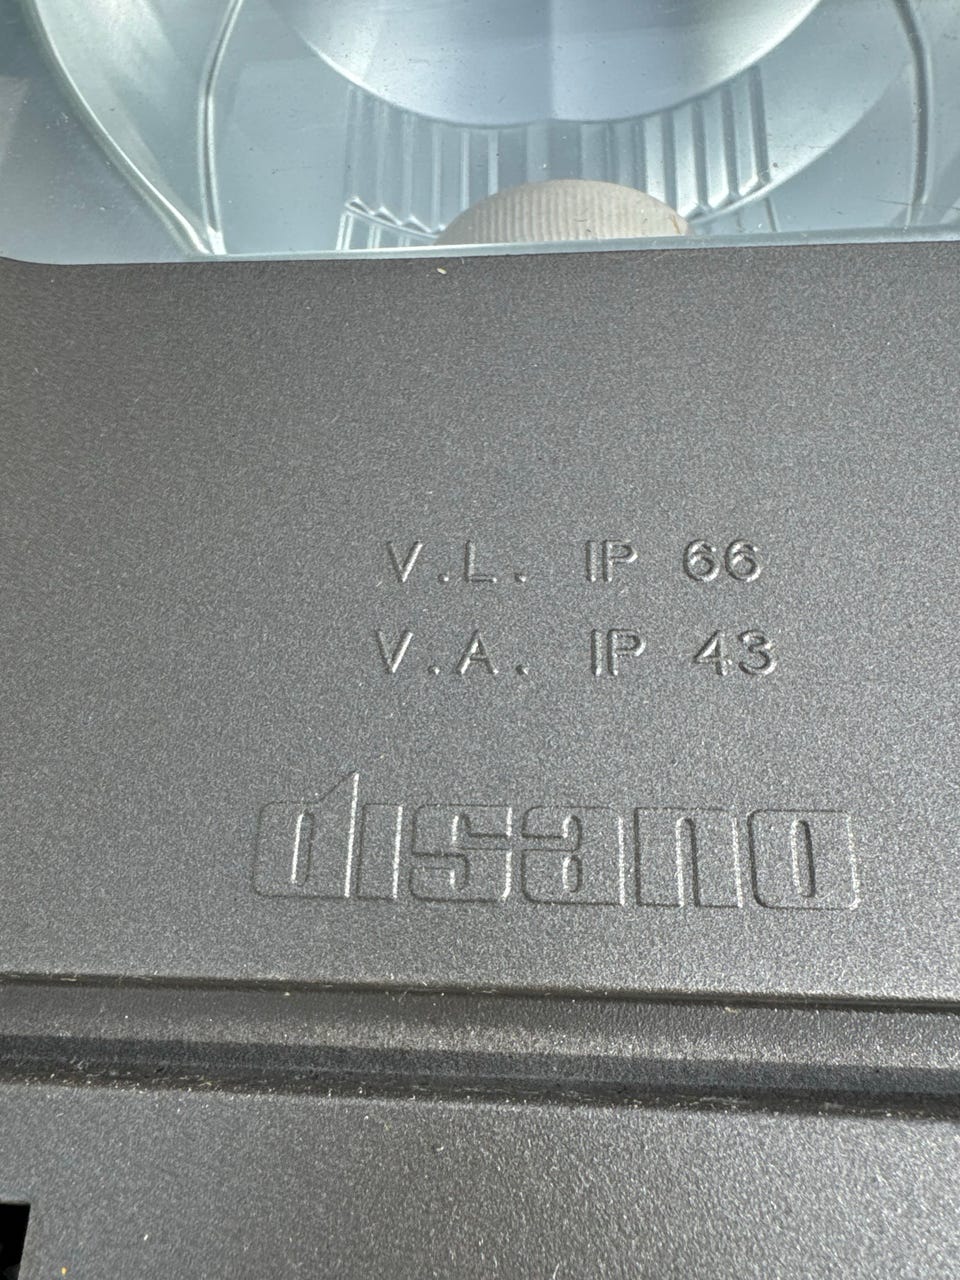 V.L. IP 66
V.A. IP 43
disano